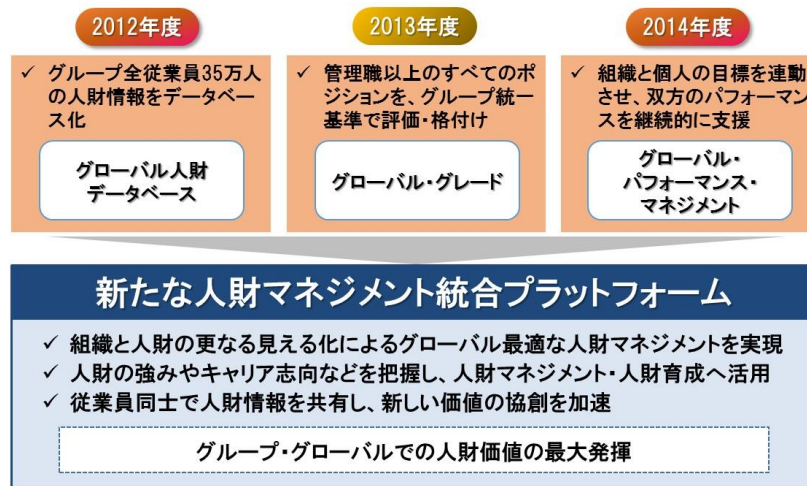 2012年度
✓ グループ全従業員35万人
の人財情報をデータベー
ス化
グローバル人財
データベース
2013年度
✓ 管理職以上のすべてのポ
ジションを、グループ統一
基準で評価・格付け
グローバル・グレード
2014年度
✓ 組織と個人の目標を連動
させ、双方のパフォーマン
スを継続的に支援
グローバル・
パフォーマンス・
マネジメント
新たな人財マネジメント統合プラットフォーム
✓ 組織と人財の更なる見える化によるグローバル最適な人財マネジメントを実現
✓ 人財の強みやキャリア志向などを把握し、人財マネジメント・人財育成へ活用
✓ 従業員同士で人財情報を共有し、新しい価値の協創を加速
グループ・グローバルでの人財価値の最大発揮